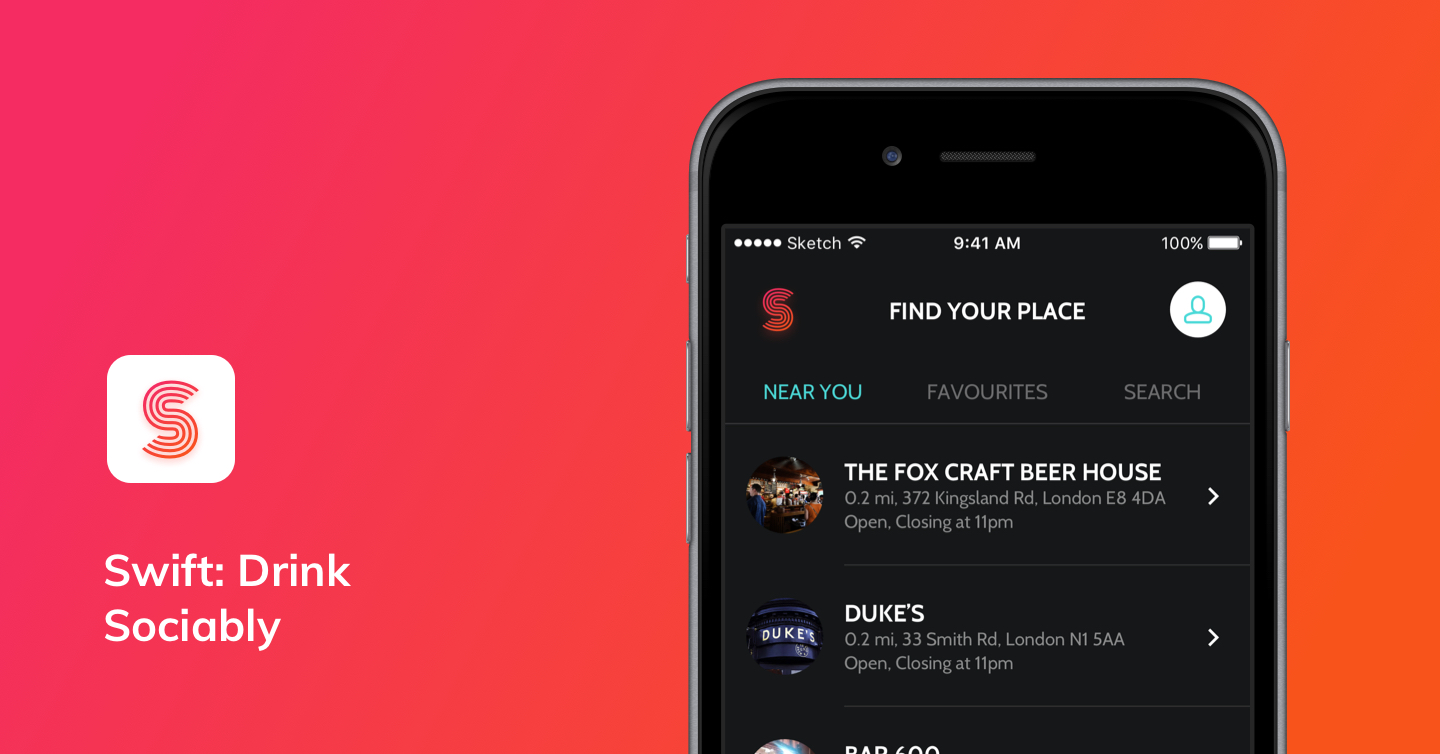 Swift: Drink
Sociably
Sketch 9:41 AM 100%
S FIND YOUR PLACE
NEAR YOU FAVOURITES SEARCH
THE FOX CRAFT BEER HOUSE
0.2 mi, 372 Kingsland Rd, London E8 4DA
Open, Closing at 11pm
DUKE'S
DUKE’S
0.2 mi, 33 Smith Rd, London N1 5AA
Open, Closing at 11pm
BAR 600